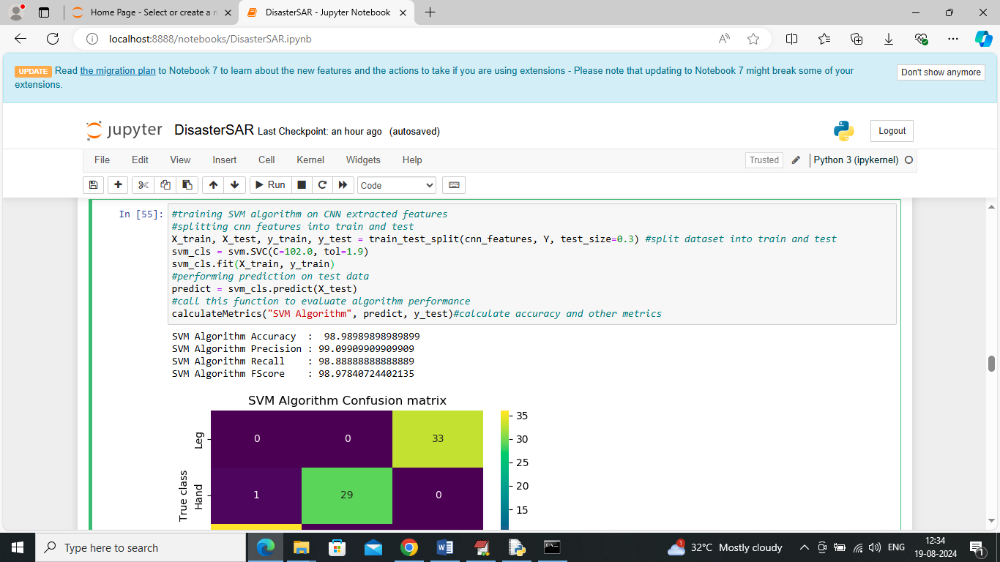 Home Page - Select or create a n
DisasterSAR - Jupyter Notebook
localhost:8888/notebooks/DisasterSAR.ipynb
UPDATE Read the migration plan to Notebook 7 to learn about the new features and the actions to take if you are using extensions - Please note that updating to Notebook 7 might break some of your
extensions.
Don't show anymore
jupyter DisasterSAR Last Checkpoint: an hour ago (autosaved)
Logout
File Edit View Insert Cell Kernel Widgets Help
Trusted
Python 3 (ipykernel)
Run
Code
In [55]:
#training SVM algorithm on CNN extracted features
#splitting cnn features into train and test
X_train, X_test, y_train, y_test = train_test_split(cnn_features, Y, test_size=0.3) #split dataset into train and test
svm_cls = svm.SVC(C=102.0, tol=1.9)
svm_cls.fit(X_train, y_train)
#performing prediction on test data
predict = svm_cls.predict(X_test)
#call this function to evaluate algorithm performance
calculateMetrics("SVM Algorithm", predict, y_test)#calculate accuracy and other metrics
SVM Algorithm Accuracy  :  98.98989898989899
SVM Algorithm Precision : 99.09909909909909
SVM Algorithm Recall    : 98.88888888888889
SVM Algorithm FScore    : 98.97840724402135
SVM Algorithm Confusion matrix
Leg
0 0 33
True class
Hand
1 29 0
35
30
25
20
15
Type here to search
1
32°C Mostly cloudy
ENG
12:34
19-08-2024
1